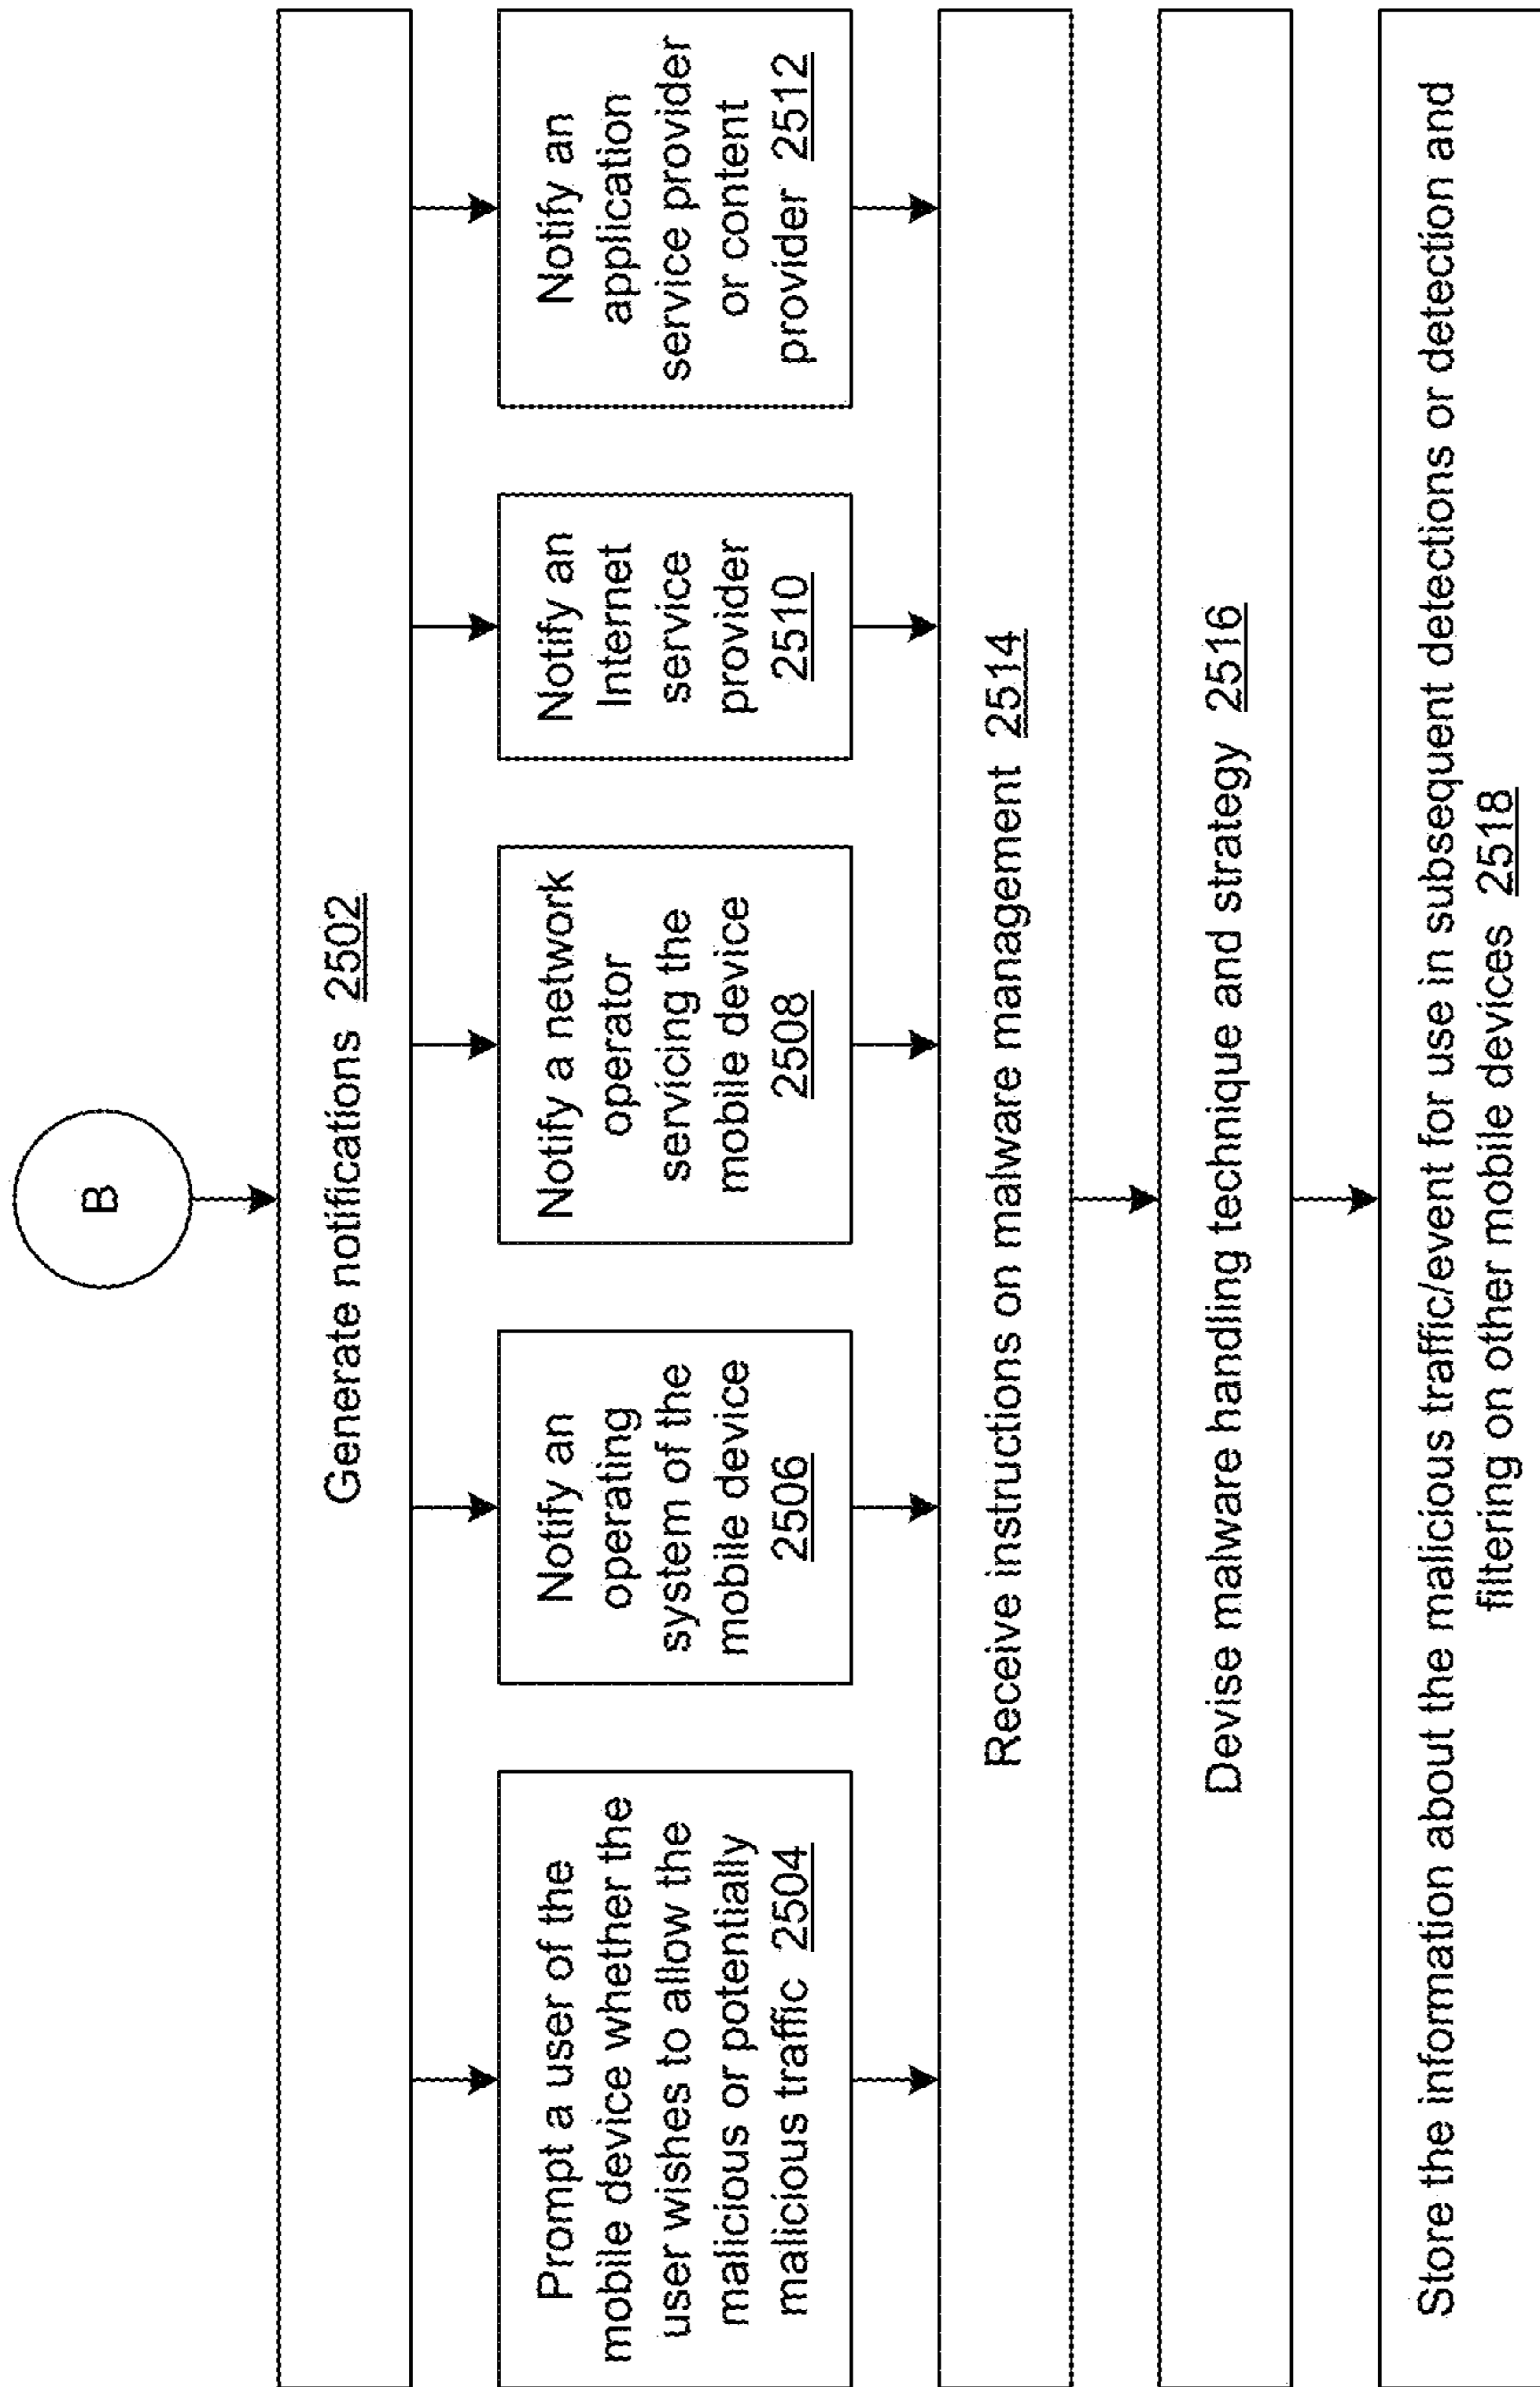 B
Generate notifications 2502
Prompt a user of the
mobile device whether the
user wishes to allow the
malicious or potentially
malicious traffic 2504
Notify an
operating
system of the
mobile device
2506
Notify a network
operator
servicing the
mobile device
2508
Notify an
Internet
service
provider
2510
Notify an
application
service provider
or content
provider 2512
Receive instructions on malware management 2514
Devise malware handling technique and strategy 2516
Store the information about the malicious traffic/event for use in subsequent detections or detection and
filtering on other mobile devices 2518